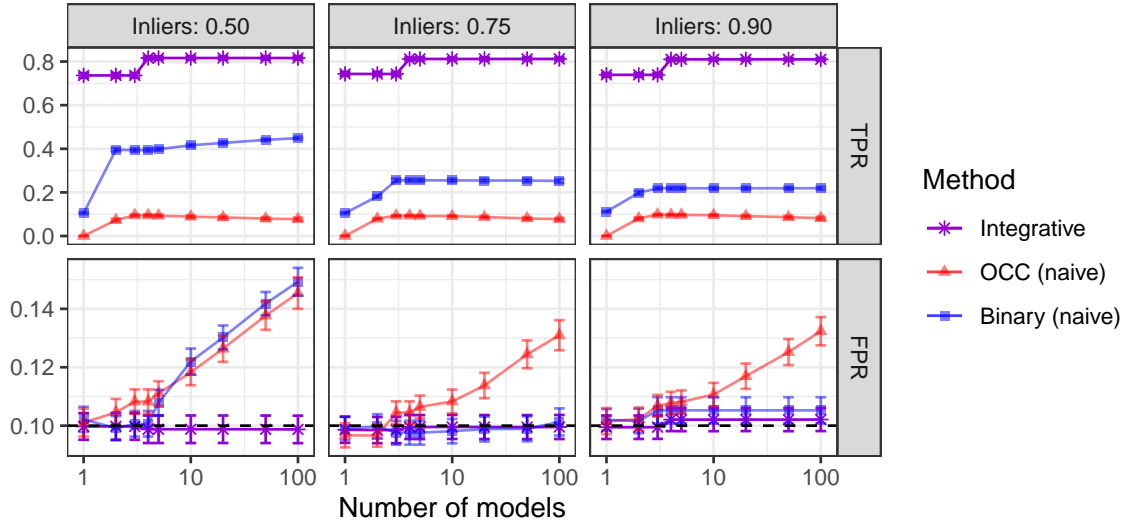 Inliers: 0.50
Inliers: 0.75
Inliers: 0.90
0.8
0.6
0.4
0.2
0.0
TPR
0.14
0.12
0.10
FPR
1
10
100
1
10
100
1
10
100
Number of models
Method
Integrative
OCC (naive)
Binary (naive)